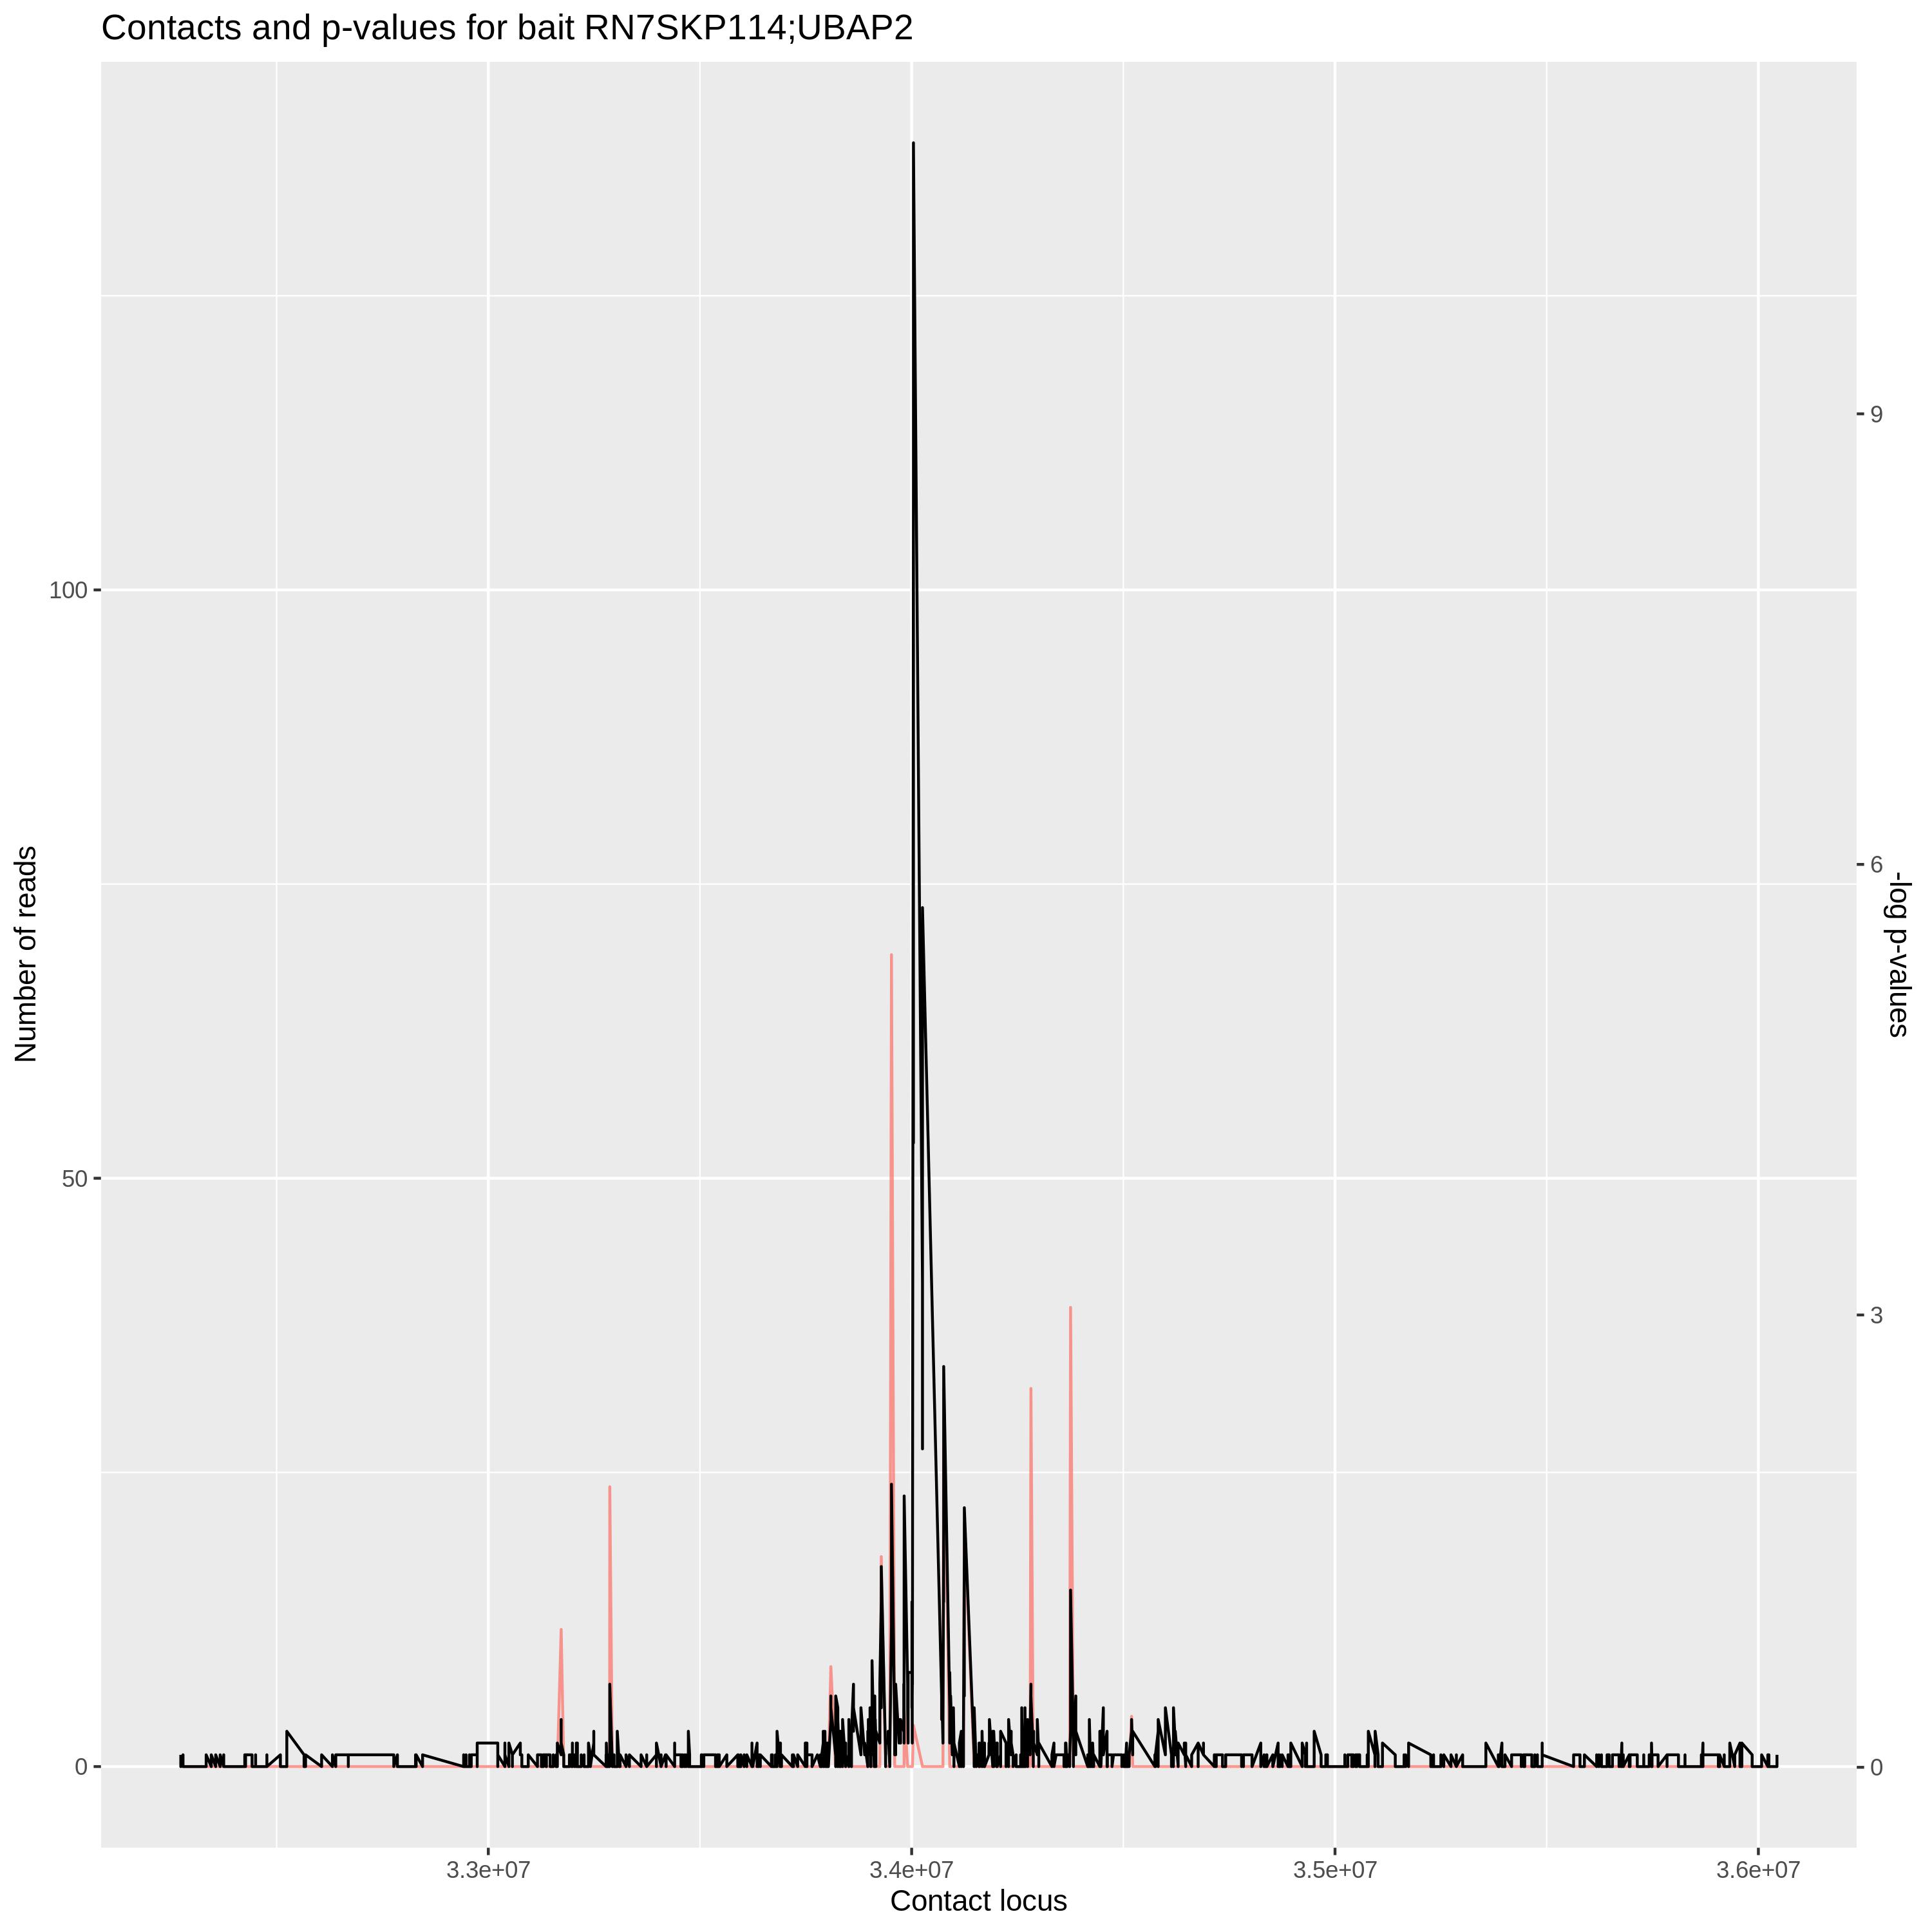 Contacts and p-values for bait RN7SKP114;UBAP2
Number of reads
100
50
0
9
6
3
0
-log p-values
3.3e+07
3.4e+07
3.5e+07
3.6e+07
Contact locus